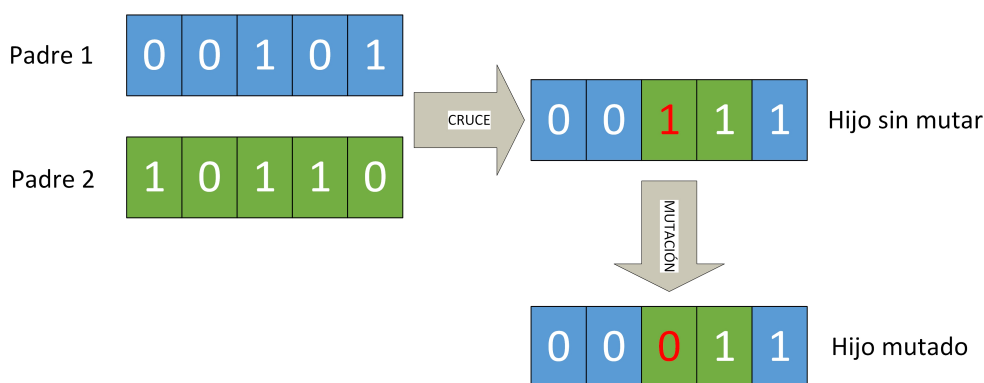 Padre 1
0 0 1 0 1
CRUCE
0 0 1 1 1
Hijo sin mutar
Padre 2
1 0 1 1 0
MUTACIÓN
0 0 0 1 1
Hijo mutado